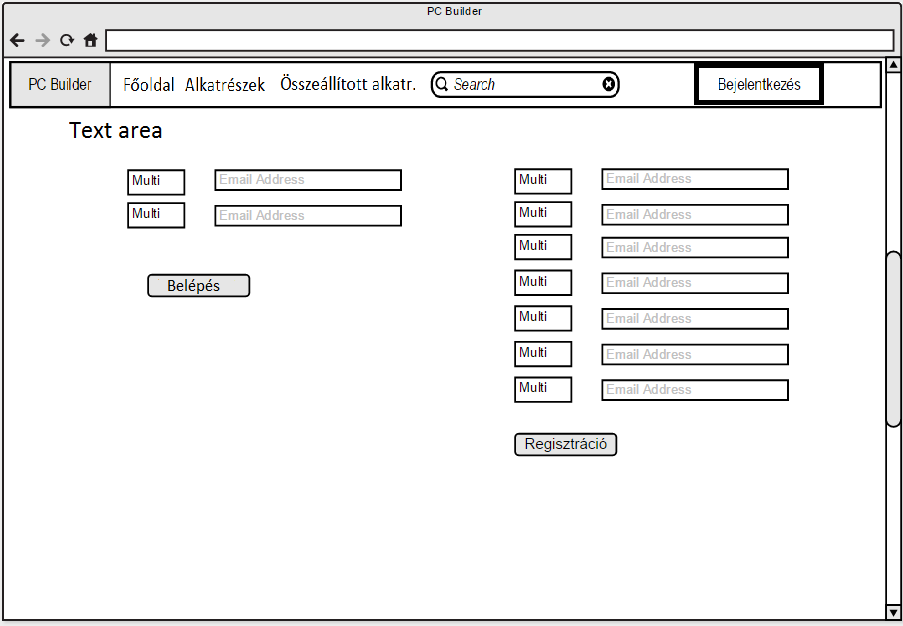 PC Builder
PC Builder Főoldal Alkatrészek Összeállított alkatr. Search Bejelentkezés
Text area
Multi Email Address
Multi Email Address
Belépés
Multi Email Address
Multi Email Address
Multi Email Address
Multi Email Address
Multi Email Address
Multi Email Address
Multi Email Address
Regisztráció